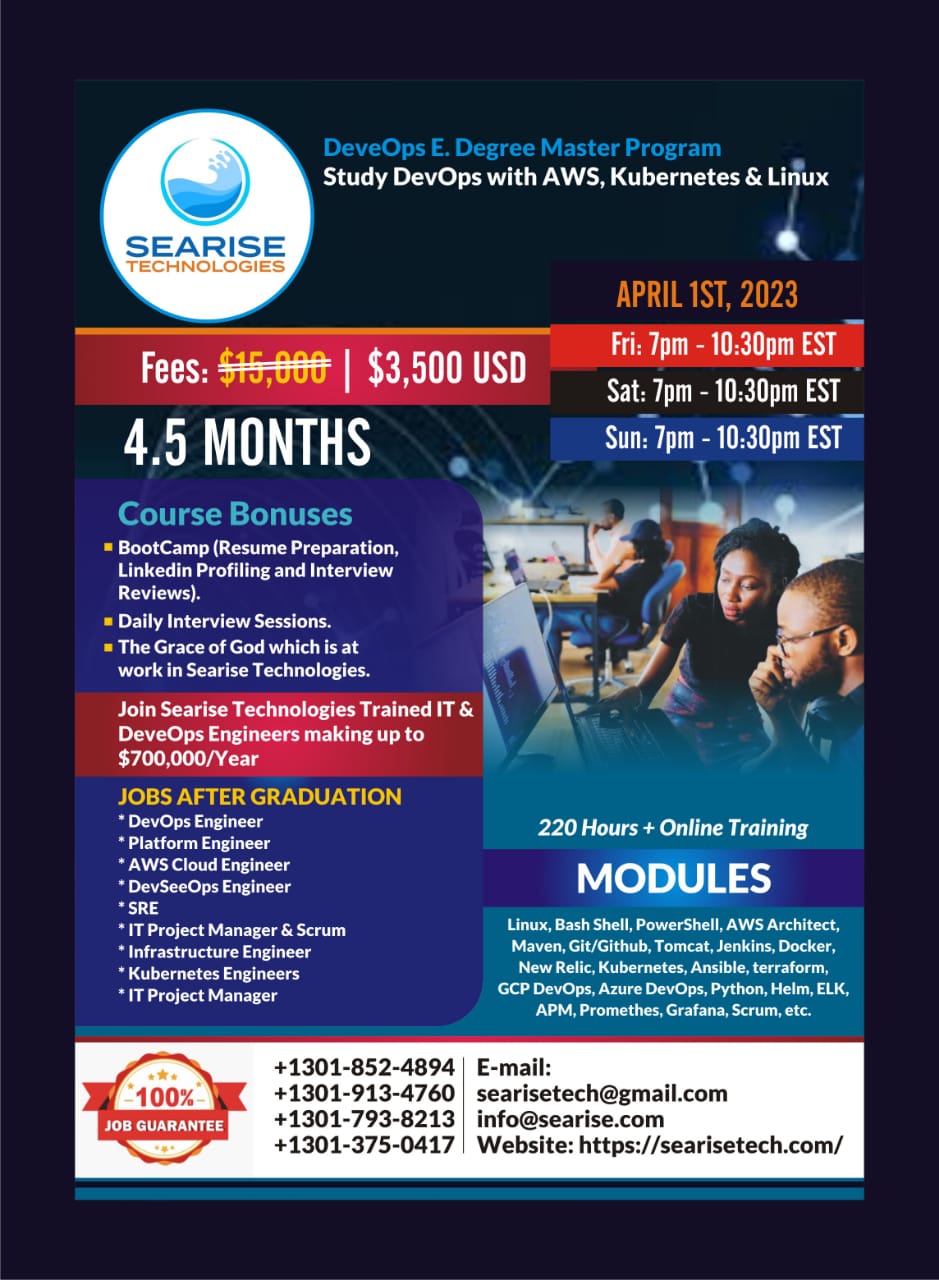 SEARISE
TECHNOLOGIES
DeveOps E. Degree Master Program
Study DevOps with AWS, Kubernetes & Linux
APRIL 1ST, 2023
Fri: 7pm - 10:30pm EST
Sat: 7pm - 10:30pm EST
Sun: 7pm - 10:30pm EST
Fees: $15,000 | $3,500 USD
4.5 MONTHS
Course Bonuses
BootCamp (Resume Preparation,
Linkedin Profiling and Interview
Reviews).
Daily Interview Sessions.
The Grace of God which is at
work in Searise Technologies.
Join Searise Technologies Trained IT &
DeveOps Engineers making up to
$700,000/Year
JOBS AFTER GRADUATION
* DevOps Engineer
* Platform Engineer
* AWS Cloud Engineer
* DevSeeOps Engineer
* SRE
* IT Project Manager & Scrum
* Infrastructure Engineer
* Kubernetes Engineers
* IT Project Manager
220 Hours + Online Training
MODULES
Linux, Bash Shell, PowerShell, AWS Architect,
Maven, Git/Github, Tomcat, Jenkins, Docker,
New Relic, Kubernetes, Ansible, terraform,
GCP DevOps, Azure DevOps, Python, Helm, ELK,
APM, Promethes, Grafana, Scrum, etc.
100%
JOB GUARANTEE
+1301-852-4894
+1301-913-4760
+1301-793-8213
+1301-375-0417
E-mail:
searisetech@gmail.com
info@searise.com
Website: https://searisetech.com/